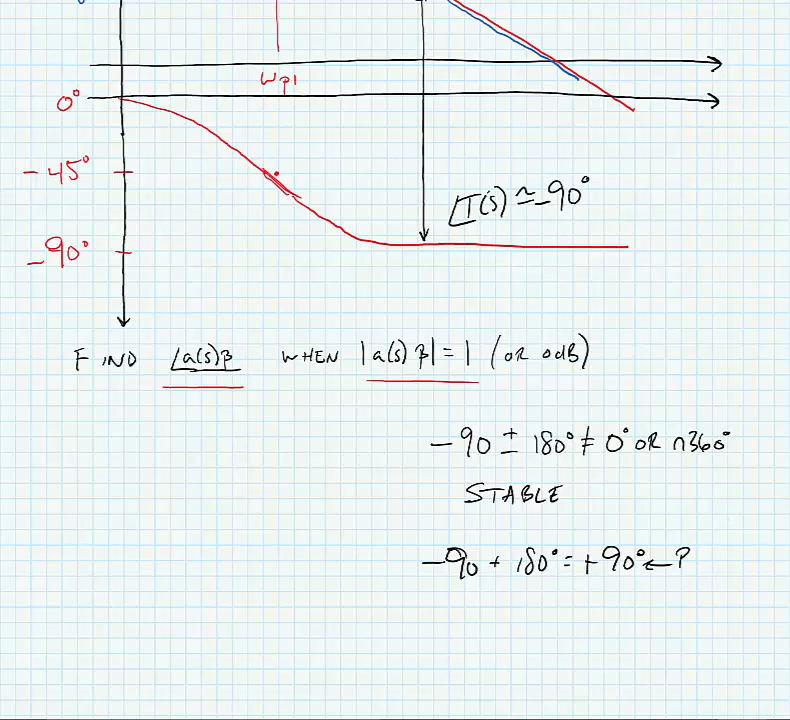 ωp1
0°
-45°
∠T(s) ≃ -90°
-90°
FIND ∠a(s)β WHEN |a(s)β| = 1 (OR 0dB)
-90 ± 180° ≠ 0° OR n360°
STABLE
-90 + 180° = +90° ← ?